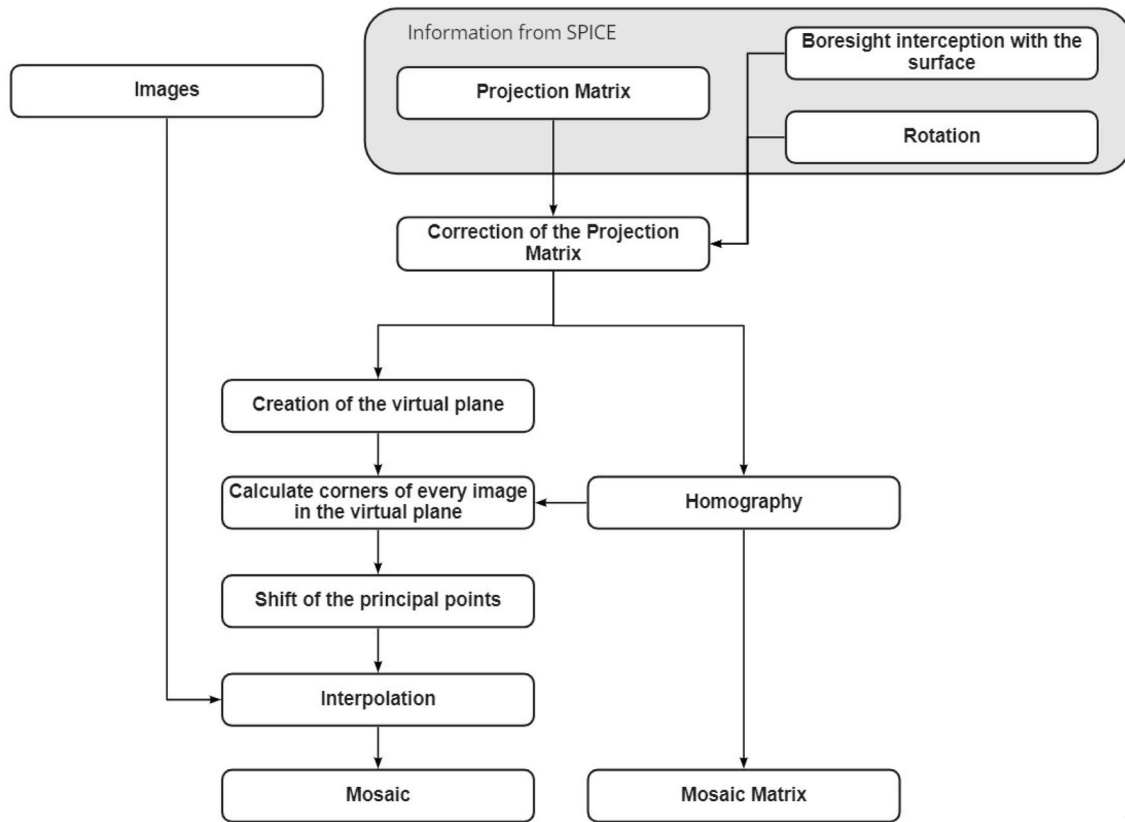 Information from SPICE
Boresight interception with the
surface
Images
Projection Matrix
Rotation
Correction of the Projection
Matrix
Creation of the virtual plane
Calculate corners of every image
in the virtual plane
Homography
Shift of the principal points
Interpolation
Mosaic
Mosaic Matrix